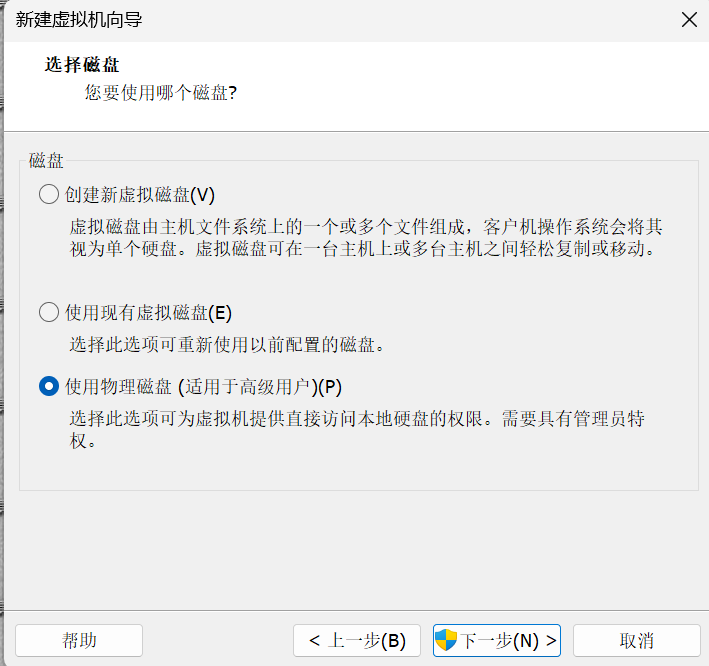 新建虚拟机向导
选择磁盘
您要使用哪个磁盘?
磁盘
创建新虚拟磁盘(V)
虚拟磁盘由主机文件系统上的一个或多个文件组成，客户机操作系统会将其
视为单个硬盘。虚拟磁盘可在一台主机上或多台主机之间轻松复制或移动。
使用现有虚拟磁盘(E)
选择此选项可重新使用以前配置的磁盘。
使用物理磁盘 (适用于高级用户)(P)
选择此选项可为虚拟机提供直接访问本地硬盘的权限。需要具有管理员特
权。
帮助
< 上一步(B)
下一步(N) >
取消